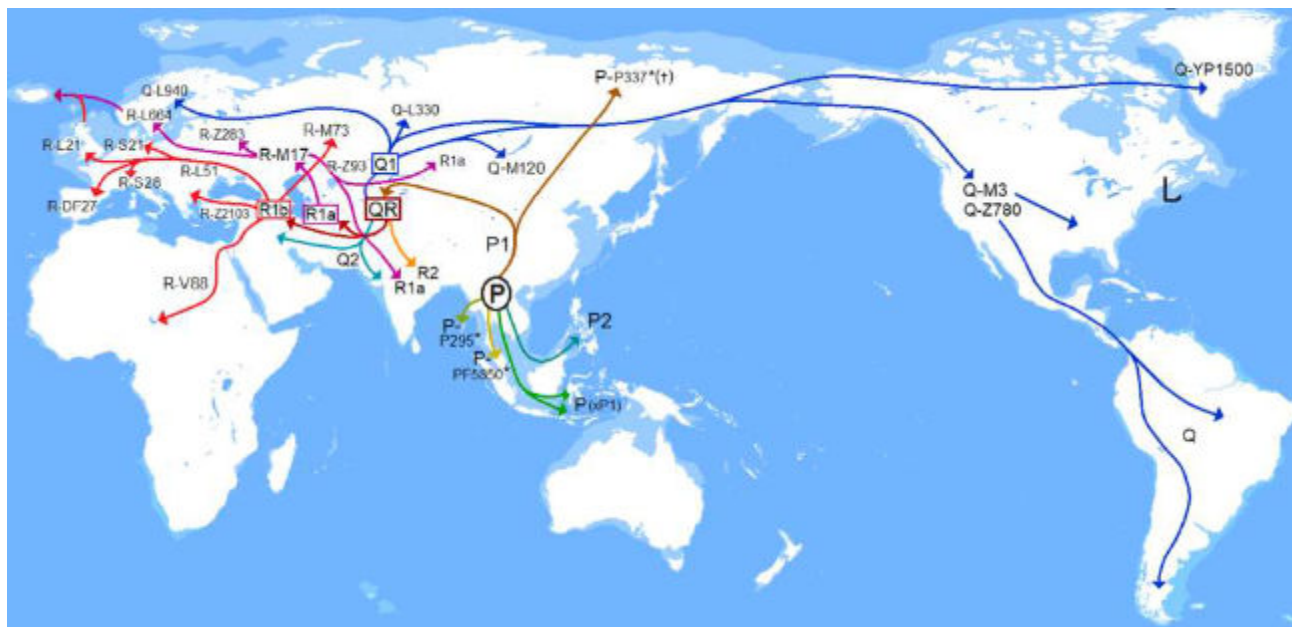 P-P337*(†)
Q-YP1500
Q-L940
R-L664
Q-L330
R-Z283
R-M73
R-L21
R-S21
R-M17
Q1
R-Z93
R1a
Q-M120
R-L51
R-S28
R-DF27
R-Z2103
R1b
R1a
QR
Q-M3
Q-Z780
P1
Q2
R2
R1a
R-V88
P
P-
P295*
P2
P-
PF5850*
P(xP1)
Q